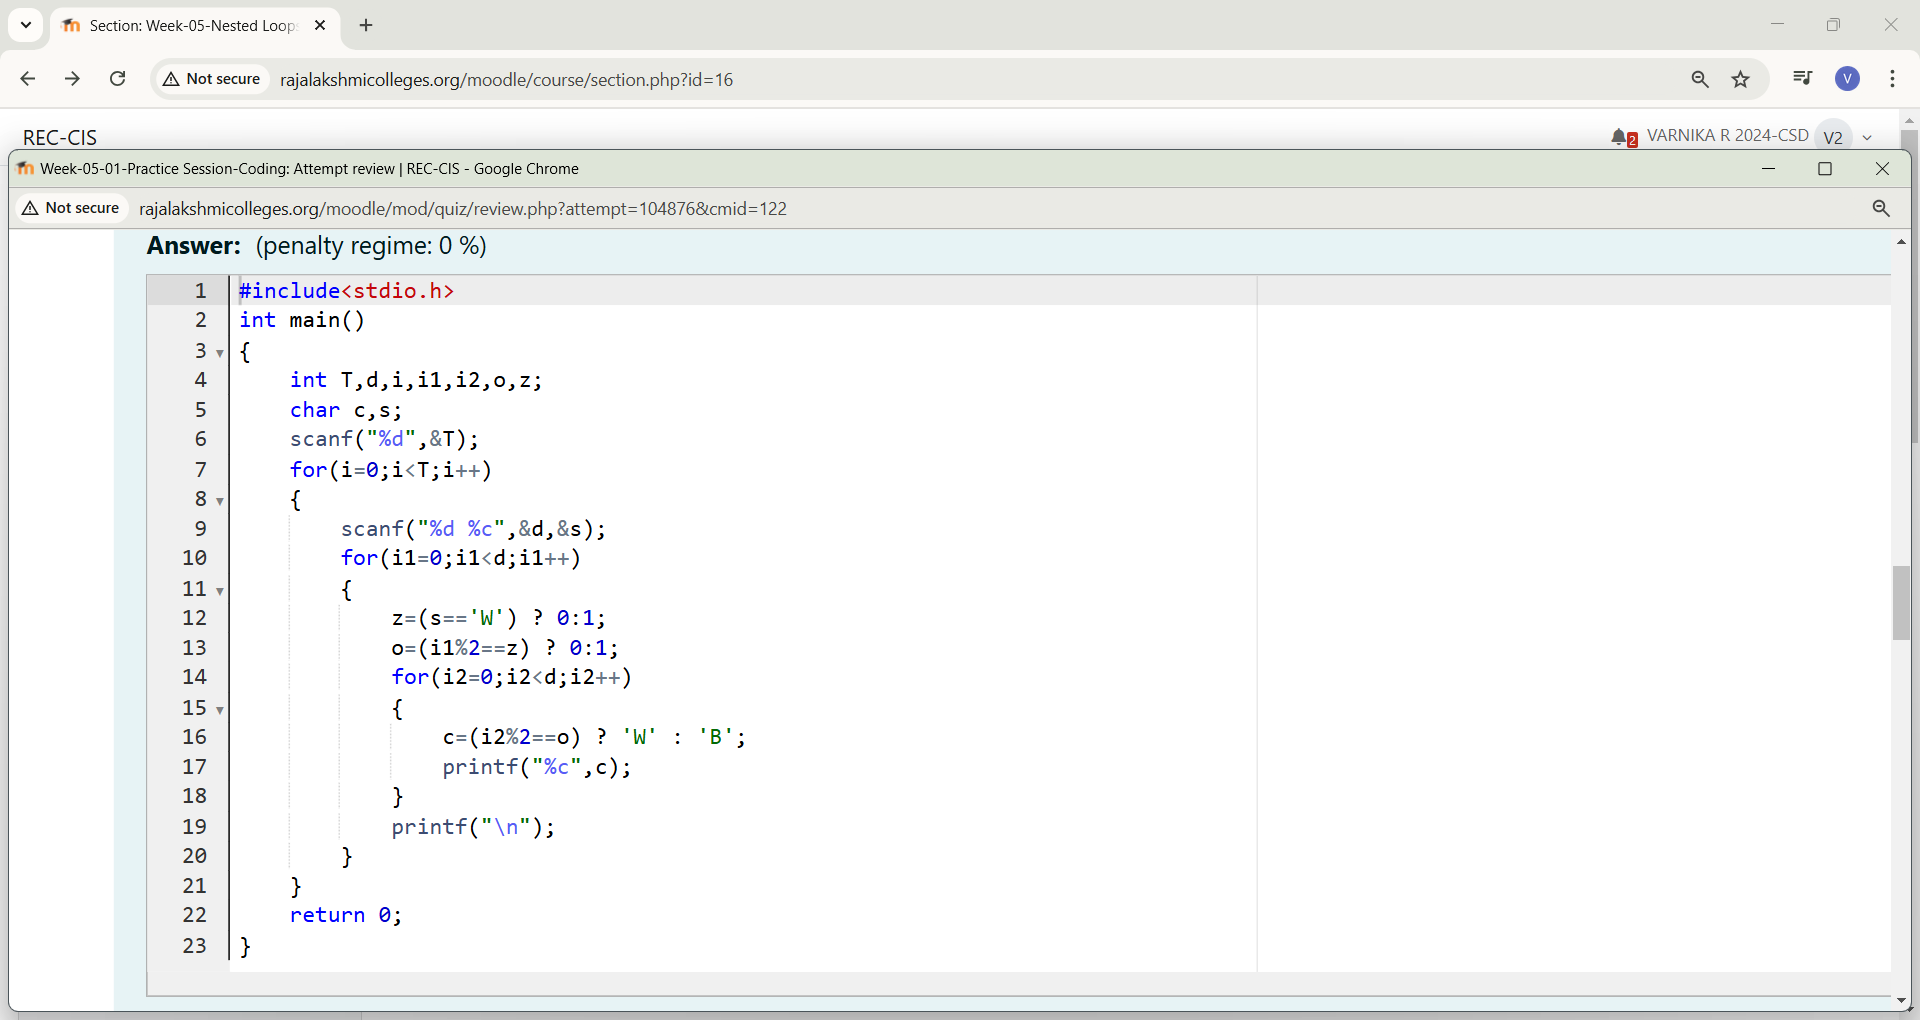 Section: Week-05-Nested Loop
Not secure
rajalakshmicolleges.org/moodle/course/section.php?id=16
V
REC-CIS
2
VARNIKA R 2024-CSD
V2
Week-05-01-Practice Session-Coding: Attempt review | REC-CIS - Google Chrome
Not secure
rajalakshmicolleges.org/moodle/mod/quiz/review.php?attempt=104876&cmid=122
Answer: (penalty regime: 0 %)
1 #include<stdio.h>
2 int main()
3 {
4     int T,d,i,i1,i2,o,z;
5     char c,s;
6     scanf("%d",&T);
7     for(i=0;i<T;i++)
8     {
9         scanf("%d %c",&d,&s);
10         for(i1=0;i1<d;i1++)
11         {
12             z=(s=='W') ? 0:1;
13             o=(i1%2==z) ? 0:1;
14             for(i2=0;i2<d;i2++)
15             {
16                 c=(i2%2==o) ? 'W' : 'B';
17                 printf("%c",c);
18             }
19             printf("\n");
20         }
21     }
22     return 0;
23 }